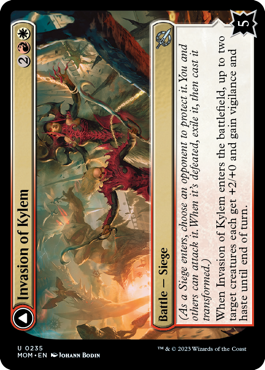 Invasion of Kylem
2
Battle — Siege
5
(As a Siege enters, choose an opponent to protect it. You and
others can attack it. When it's defeated, exile it, then cast it
transformed.)
When Invasion of Kylem enters the battlefield, up to two
target creatures each get +2/+0 and gain vigilance and
haste until end of turn.
U 0235
MOM • EN JOHANN BODIN
™ & © 2023 Wizards of the Coast